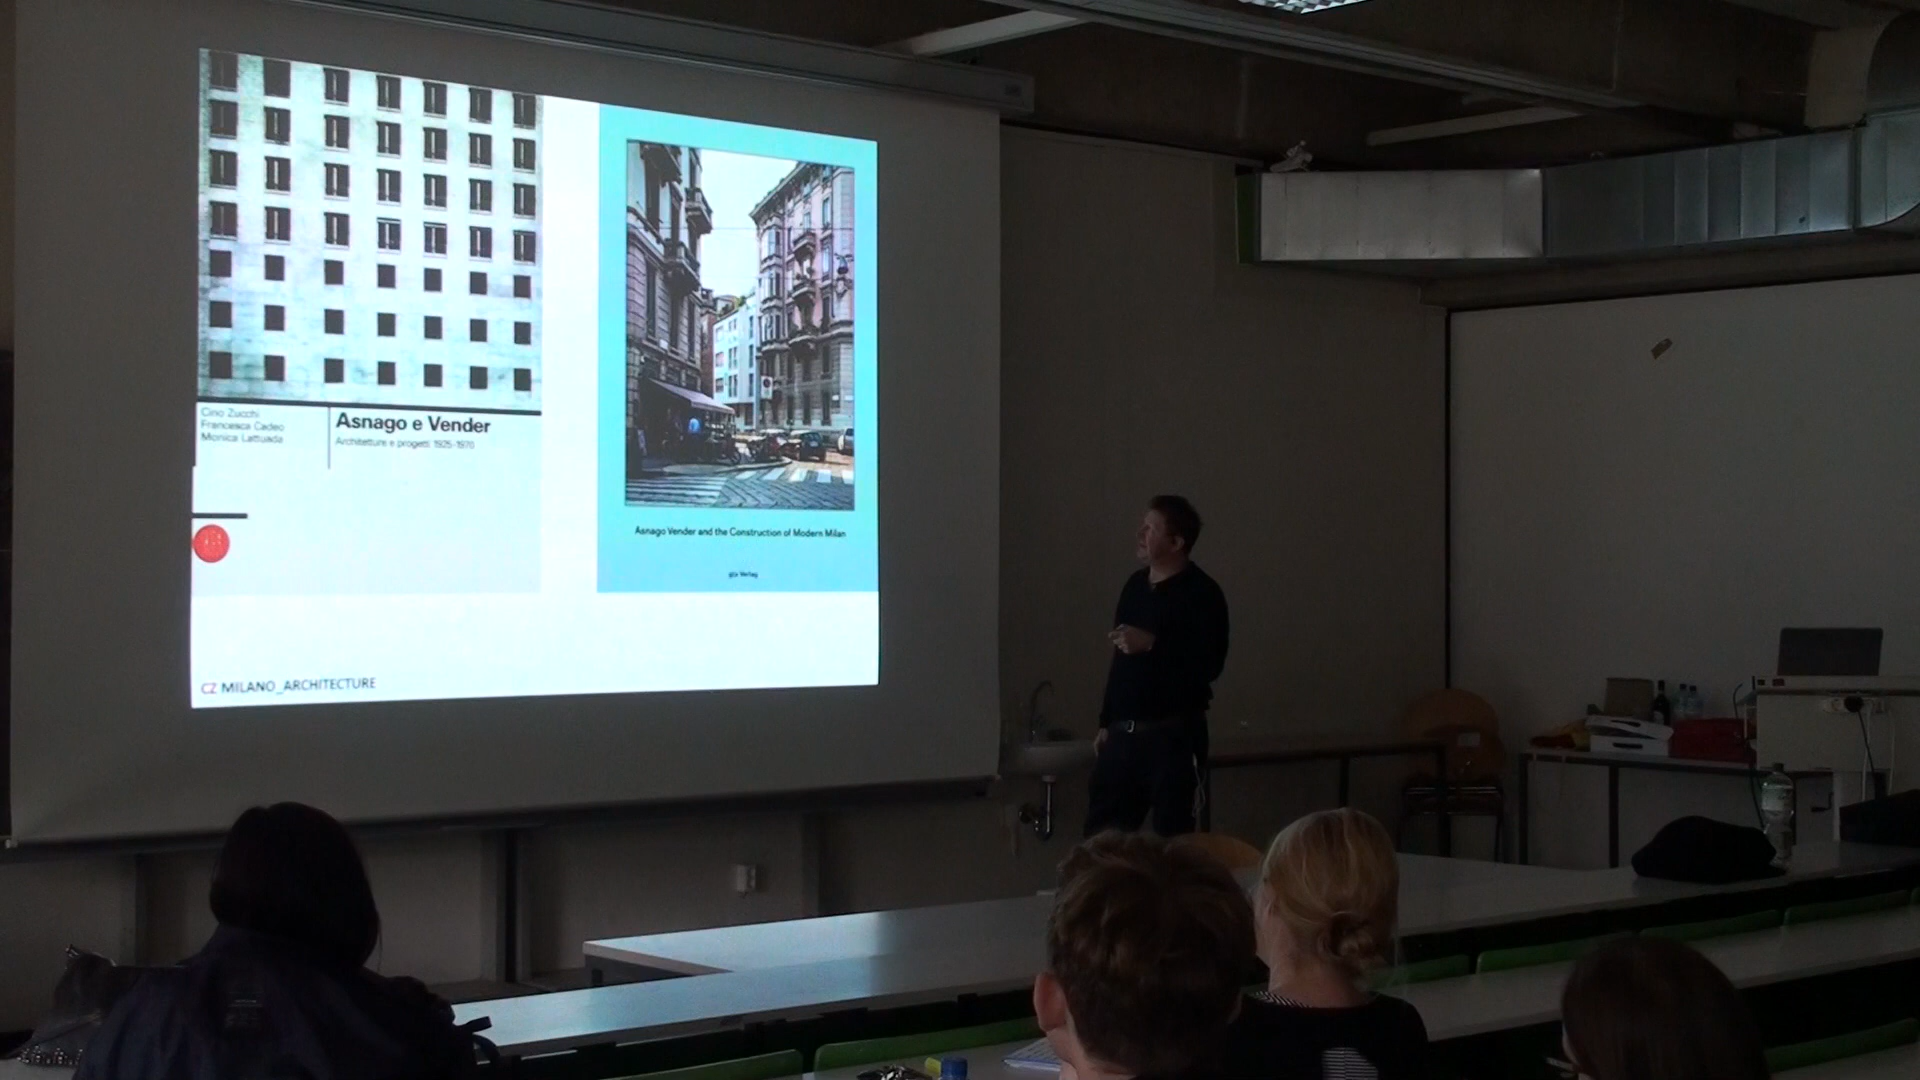 Cino Zucchi
Francesca Cadeo
Monica Lattuada
Asnago e Vender
Architetture e progetti 1925-1970
Asnago Vender and the Construction of Modern Milan
gta Verlag
CZ MILANO_ARCHITECTURE